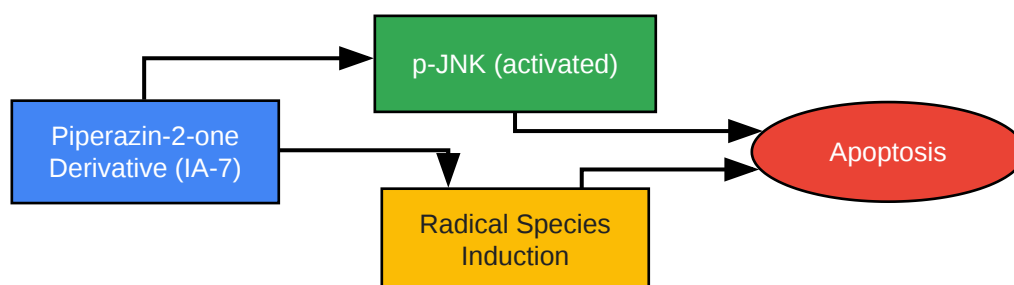 p-JNK (activated)
Piperazin-2-one
Derivative (IA-7)
Apoptosis
Radical Species
Induction